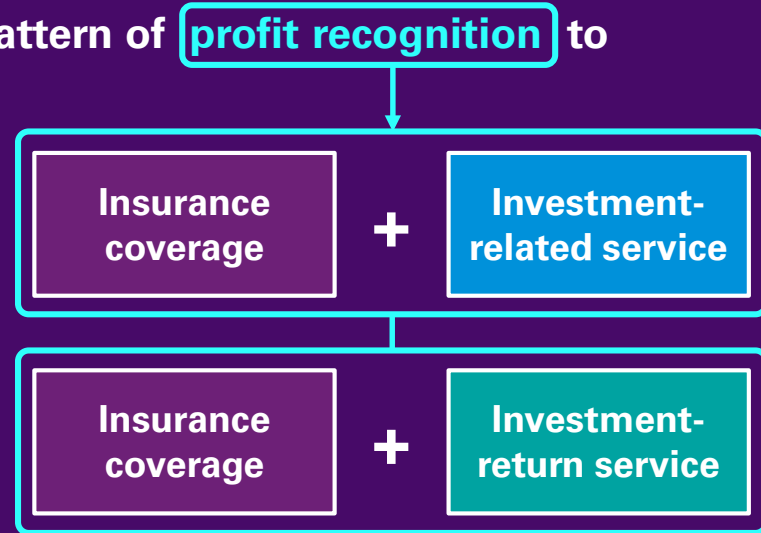 attern of profit recognition to
Insurance
coverage
+
Investment-
related service
Insurance
coverage
+
Investment-
return service